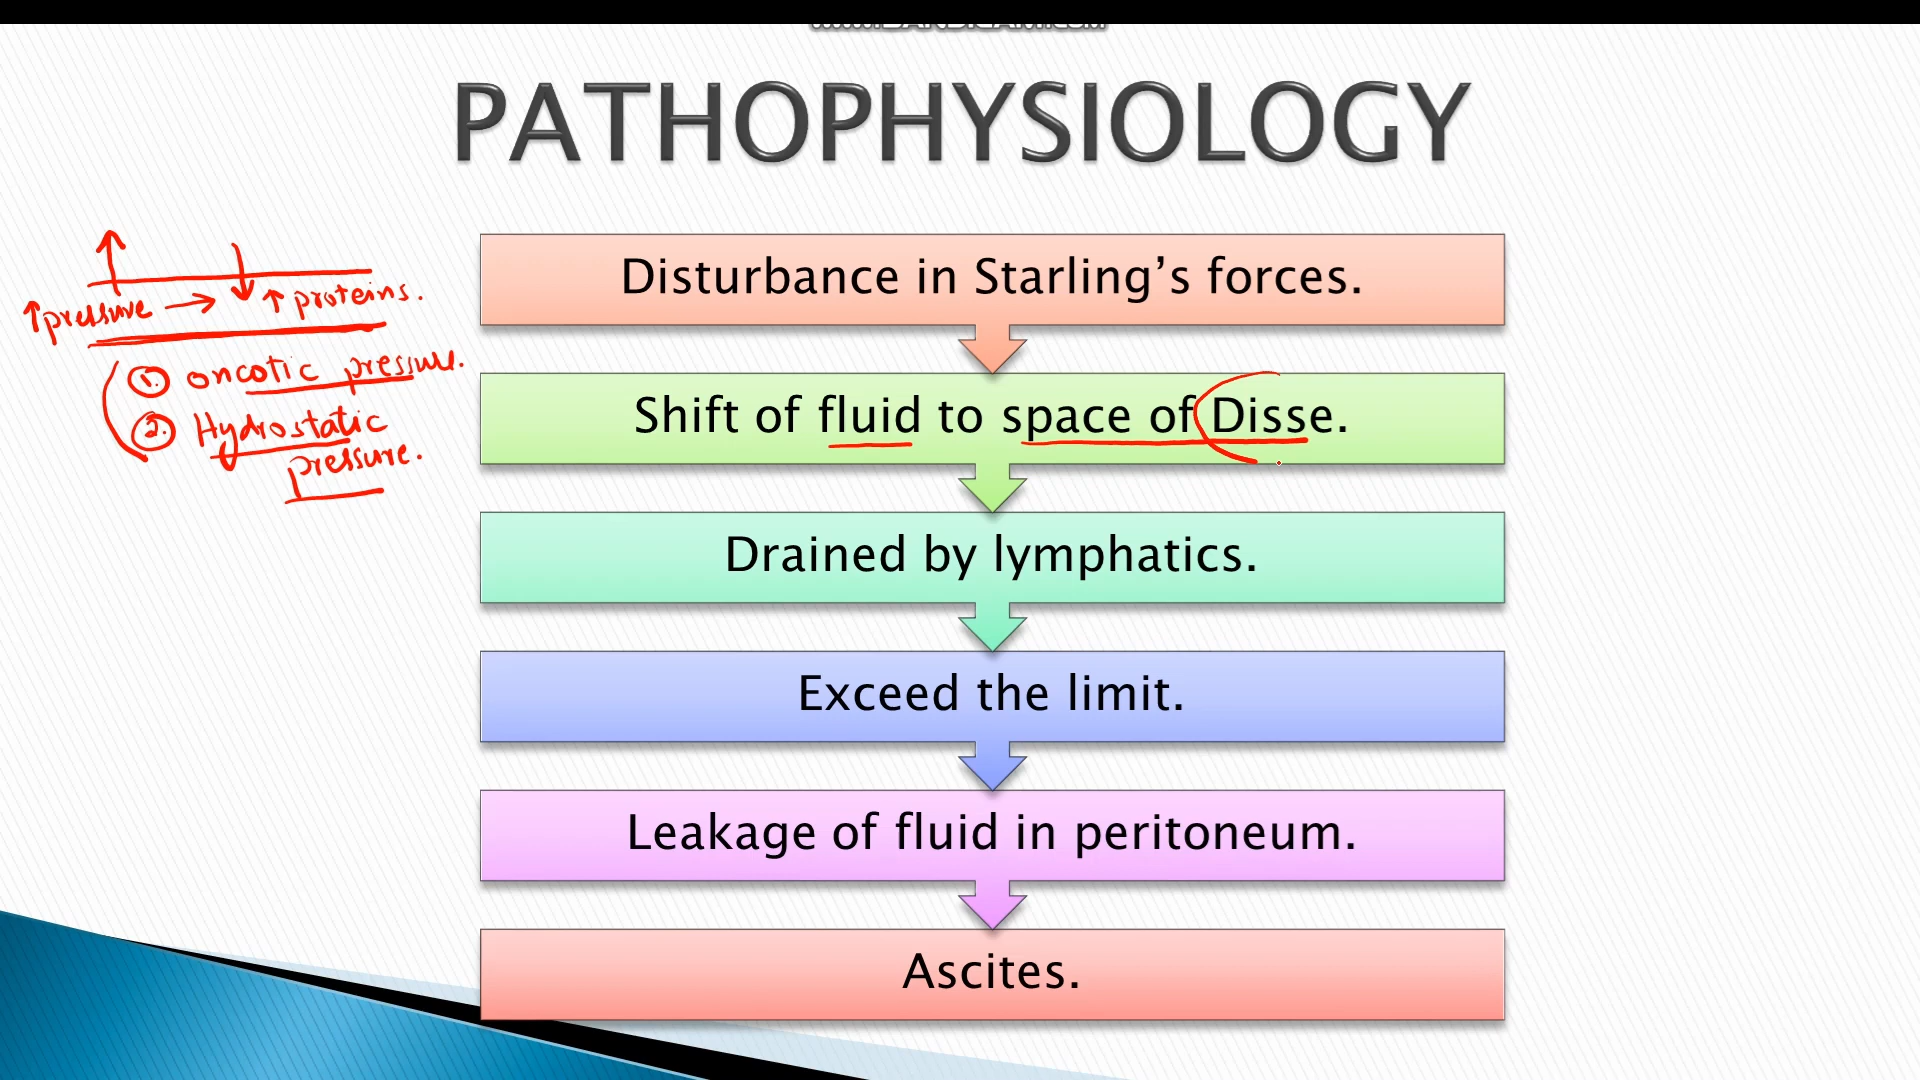 PATHOPHYSIOLOGY
Disturbance in Starling’s forces.
Shift of fluid to space of Disse.
Drained by lymphatics.
Exceed the limit.
Leakage of fluid in peritoneum.
Ascites.
↑pressure → ↑ proteins.
1. oncotic pressure.
2. Hydrostatic
pressure.